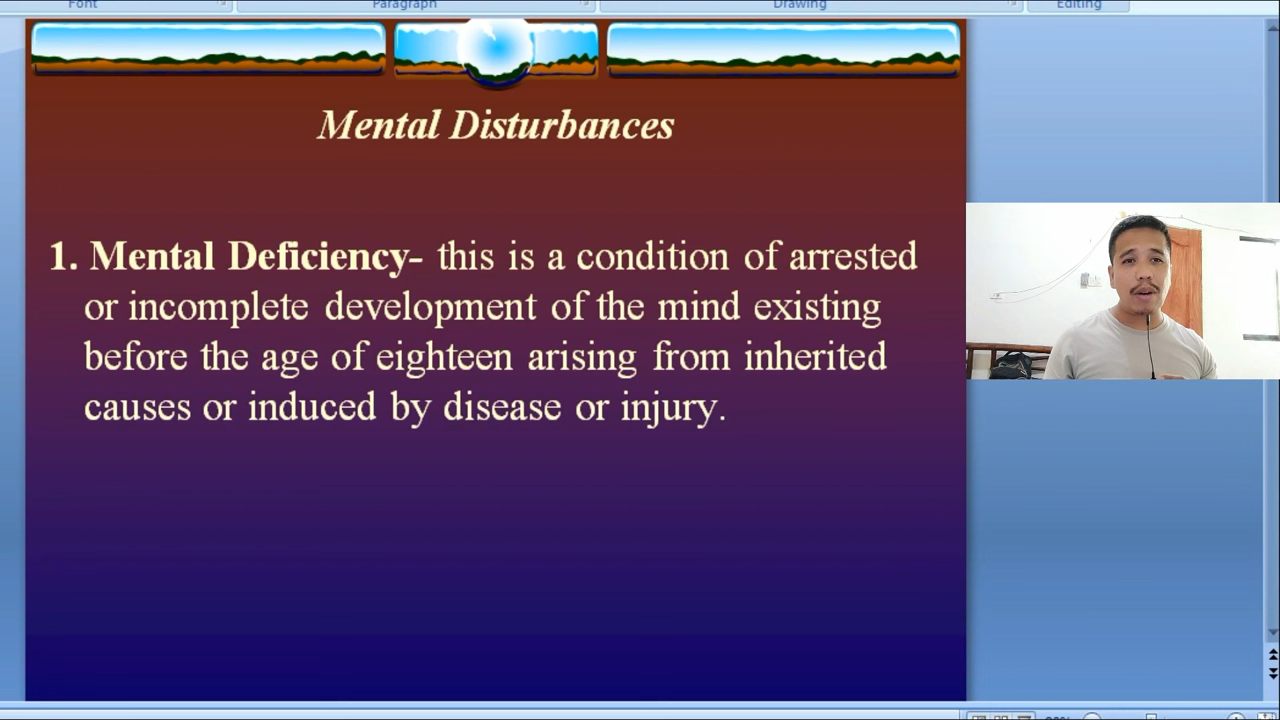 Font
Paragraph
Drawing
Editing
Mental Disturbances
1. Mental Deficiency- this is a condition of arrested
or incomplete development of the mind existing
before the age of eighteen arising from inherited
causes or induced by disease or injury.